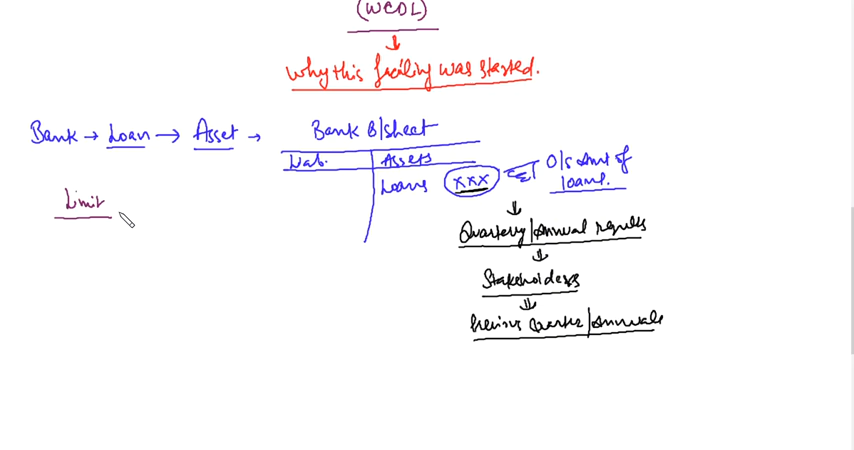 (WCDL)
↓
Why this facility was started.
Bank → Loan → Asset →
Bank B/sheet
Liab. Assets
Loans xxx ⇐ O/s Amt of
loans.
↓
Quarterly/Annual results
↓
Stakeholders
↓
Previous Quarter/Annuals
Limit